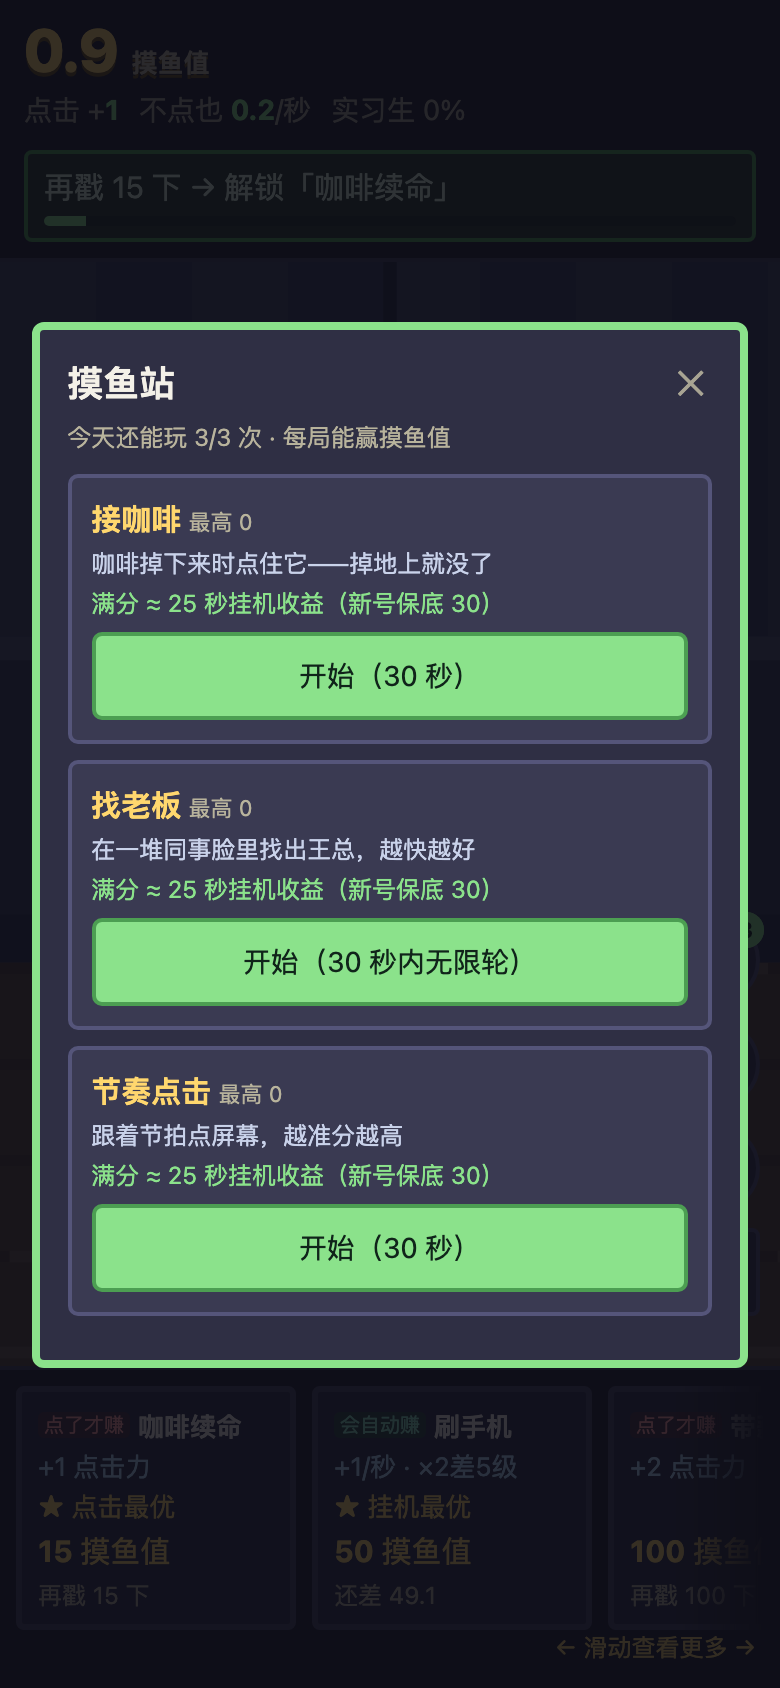 0.9 摸鱼值
点击 +1 不点也 0.2/秒 实习生 0%
再戳 15 下 → 解锁「咖啡续命」
摸鱼站
今天还能玩 3/3 次 · 每局能赢摸鱼值
接咖啡 最高 0
咖啡掉下来时点住它——掉地上就没了
满分 ≈ 25 秒挂机收益（新号保底 30）
开始（30 秒）
找老板 最高 0
在一堆同事脸里找出王总，越快越好
满分 ≈ 25 秒挂机收益（新号保底 30）
开始（30 秒内无限轮）
节奏点击 最高 0
跟着节拍点屏幕，越准分越高
满分 ≈ 25 秒挂机收益（新号保底 30）
开始（30 秒）
点了才赚 咖啡续命
+1 点击力
★ 点击最优
15 摸鱼值
再戳 15 下
会自动赚 刷手机
+1/秒 · ×2差5级
★ 挂机最优
50 摸鱼值
还差 49.1
点了才赚 带
+2 点击力
100 摸鱼
再戳 100 下
← 滑动查看更多 →